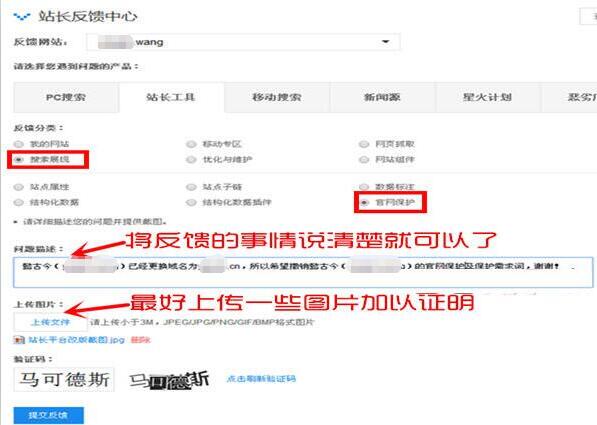 站长反馈中心
反馈网站： .wang
请选择您遇到问题的产品：
PC搜索 站长工具 移动搜索 新闻源 星火计划 恶劣
反馈分类：
我的网站 移动专区 网页抓取
搜索展现 优化与维护 网站组件
站点属性 站点子链 数据标注
结构化数据 结构化数据插件 官网保护
请详细描述您的问题并提供截图。
将反馈的事情说清楚就可以了
问题描述：
懿古今( )已经更换域名为 .cn，所以希望撤销懿古今( )的官网保护及保护需求词，谢谢！
最好上传一些图片加以证明
上传图片：
上传文件 请上传小于3M，JPEG/JPG/PNG/GIF/BMP格式图片
站长平台改版截图.jpg 删除
验证码：
马可德斯 马可德斯 点击刷新验证码
提交反馈